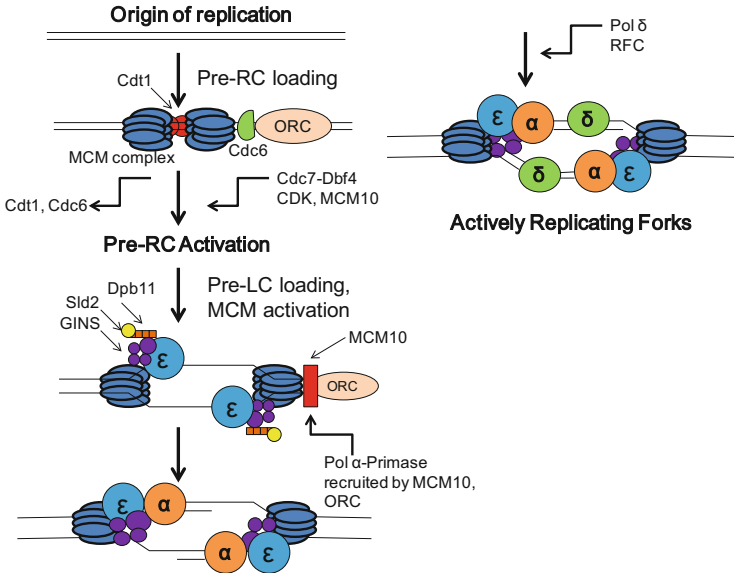 Origin of replication
Cdt1
Pre-RC loading
ORC
MCM complex
Cdc6
Cdt1, Cdc6
Cdc7-Dbf4
CDK, MCM10
Pre-RC Activation
Pre-LC loading,
MCM activation
Dpb11
Sld2
GINS
ε
MCM10
ORC
ε
Pol α-Primase
recruited by MCM10,
ORC
ε α
α ε
Pol δ
RFC
ε α δ
δ α ε
Actively Replicating Forks